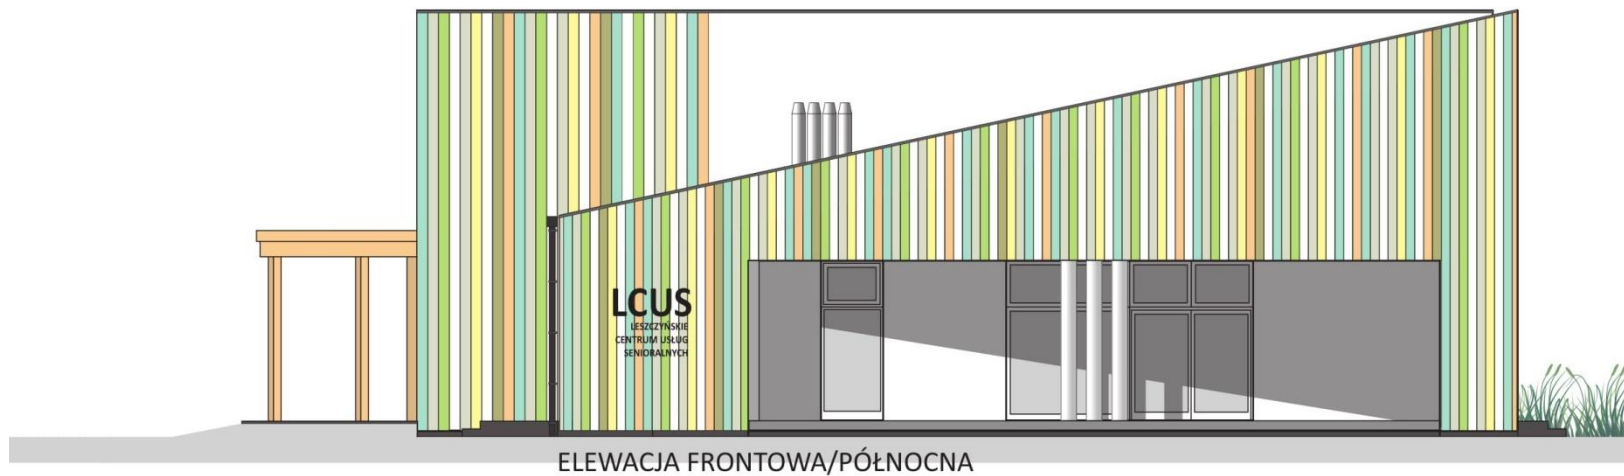 LCUS
LESZCZYŃSKIE
CENTRUM USŁUG
SENIORALNYCH
ELEWACJA FRONTOWA/PÓŁNOCNA